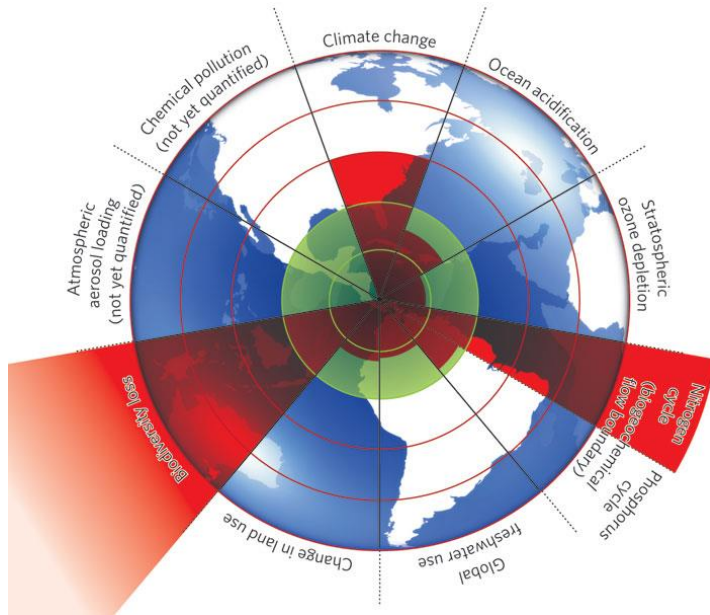 Climate change
Ocean acidification
Stratospheric
ozone depletion
Nitrogen
cycle
(biogeochemical
flow boundary)
Phosphorus
cycle
Global
freshwater use
Change in land use
Biodiversity loss
Atmospheric
aerosol loading
(not yet quantified)
Chemical pollution
(not yet quantified)